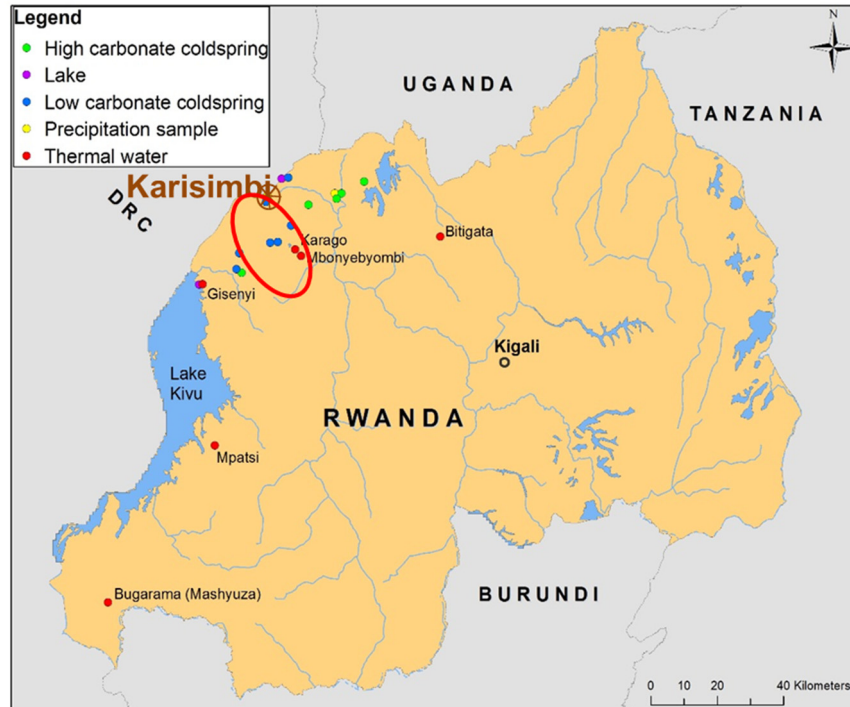 Legend
High carbonate coldspring
Lake
Low carbonate coldspring
Precipitation sample
Thermal water
N
UGANDA
TANZANIA
DRC
Karisimbi
Karago
Mbonyebyombi
Bitigata
Gisenyi
Kigali
Lake
Kivu
RWANDA
Mpatsi
Bugarama (Mashyuza)
BURUNDI
0 10 20 40 Kilometers